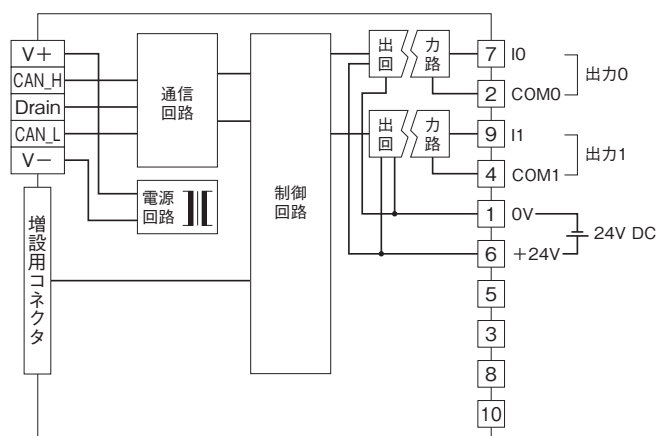 V+
CAN_H
Drain
CAN_L
V−
増設用コネクタ
通信
回路
電源
回路
制御
回路
出 力
回 路
出 力
回 路
7 I0
2 COM0
出力0
9 I1
4 COM1
出力1
1 0V
6 +24V
24V DC
5
3
8
10